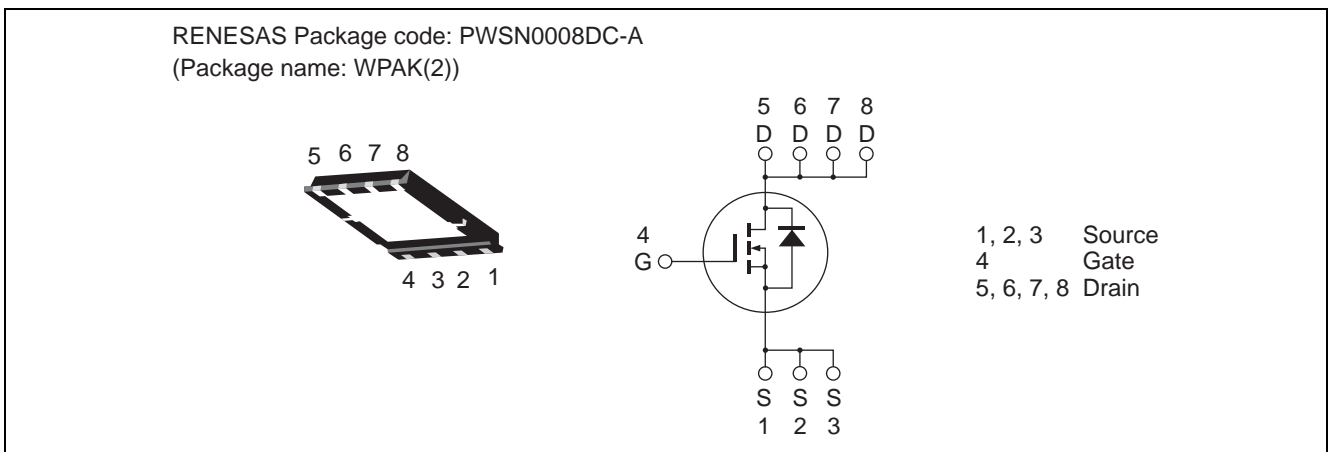 RENESAS Package code: PWSN0008DC-A
(Package name: WPAK(2))
5 6 7 8
4 3 2 1
5 6 7 8
D D D D
4
G
S S S
1 2 3
1, 2, 3 Source
4 Gate
5, 6, 7, 8 Drain